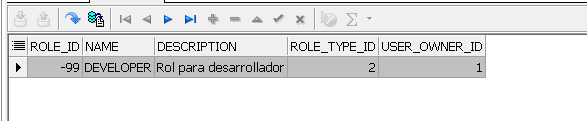 ROLE_ID NAME DESCRIPTION ROLE_TYPE_ID USER_OWNER_ID
-99 DEVELOPER Rol para desarrollador 2 1